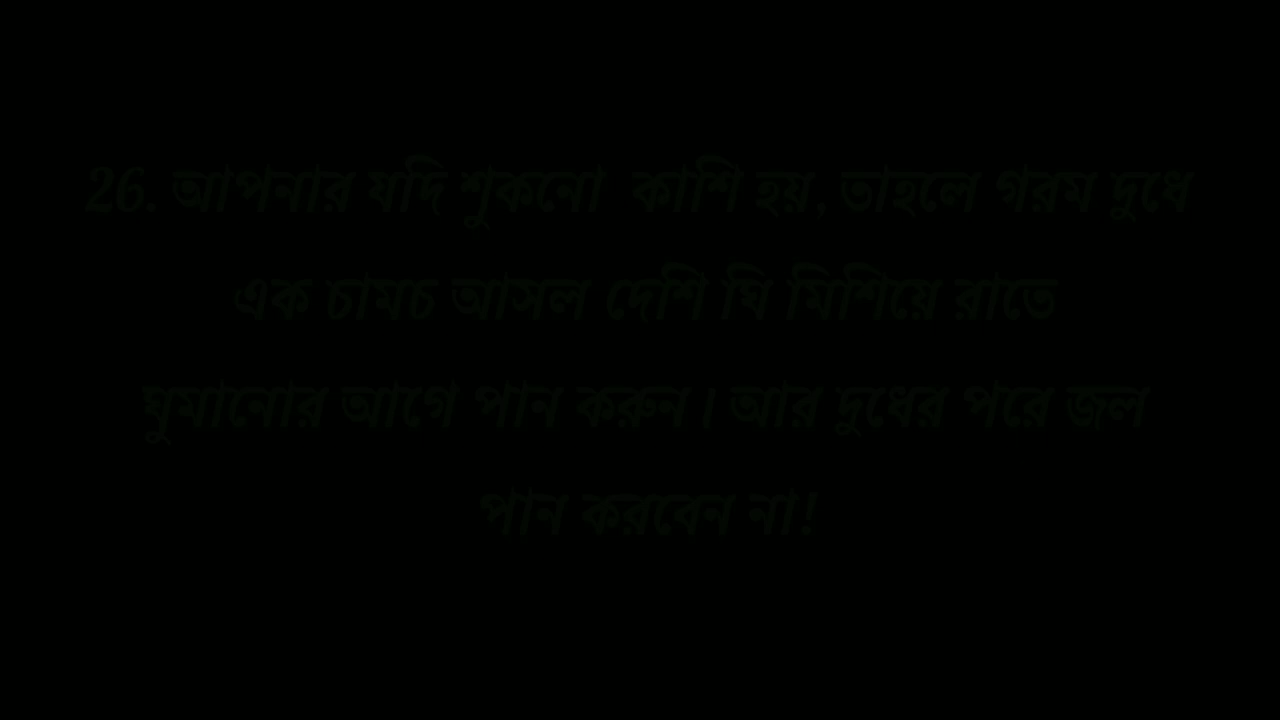 26. আপনার যদি শুকনো কাশি হয়, তাহলে গরম দুধে
এক চামচ আসল দেশি ঘি মিশিয়ে রাতে
ঘুমানোর আগে পান করুন। আর দুধের পরে জল
পান করবেন না!